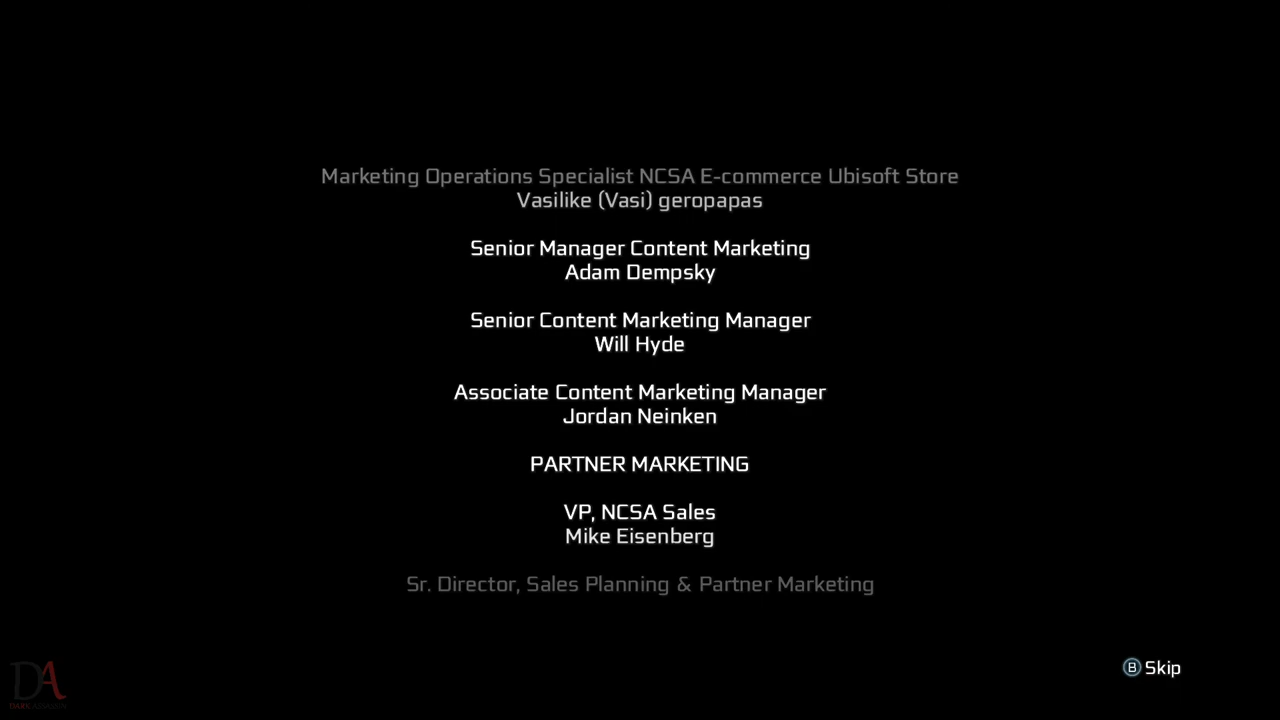 Marketing Operations Specialist NCSA E-commerce Ubisoft Store
Vasilike (Vasi) geropapas
Senior Manager Content Marketing
Adam Dempsky
Senior Content Marketing Manager
Will Hyde
Associate Content Marketing Manager
Jordan Neinken
PARTNER MARKETING
VP, NCSA Sales
Mike Eisenberg
Sr. Director, Sales Planning & Partner Marketing
B Skip
DA